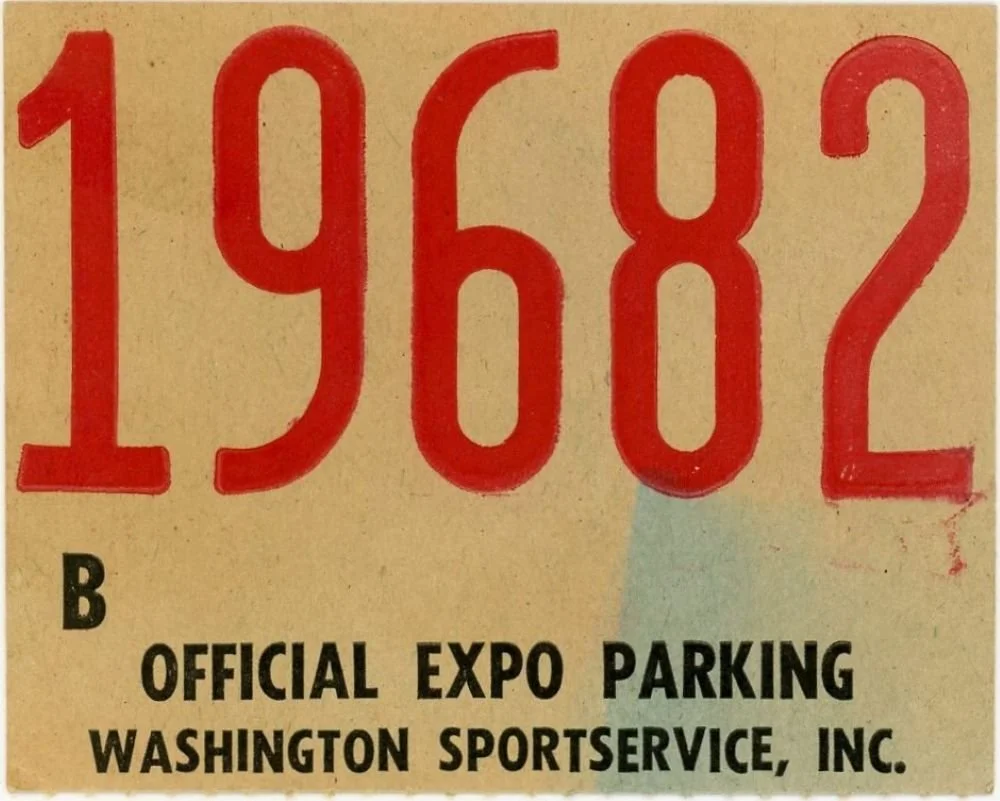 19682
B
OFFICIAL EXPO PARKING
WASHINGTON SPORTSERVICE, INC.